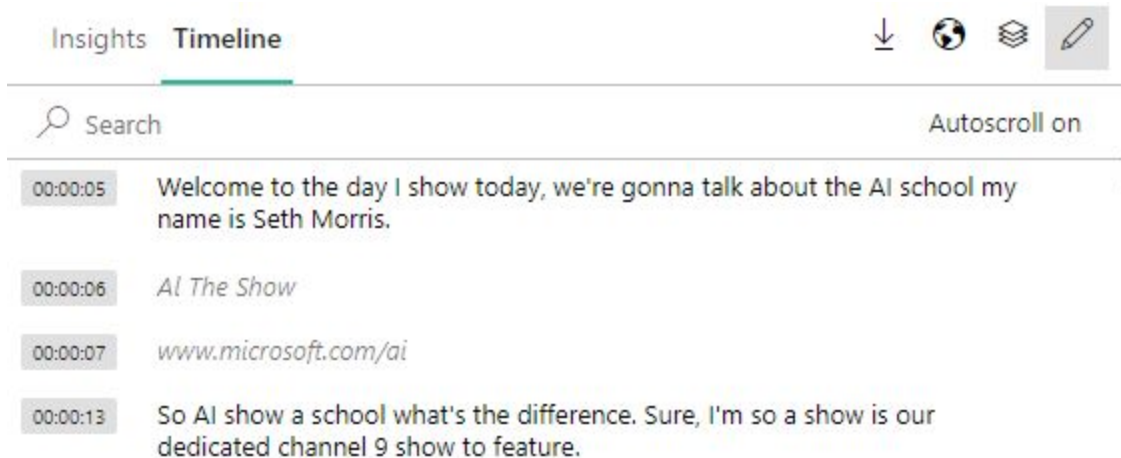 Insights Timeline
Search Autoscroll on
00:00:05 Welcome to the day I show today, we're gonna talk about the AI school my
name is Seth Morris.
00:00:06 Al The Show
00:00:07 www.microsoft.com/ai
00:00:13 So AI show a school what's the difference. Sure, I'm so a show is our
dedicated channel 9 show to feature.